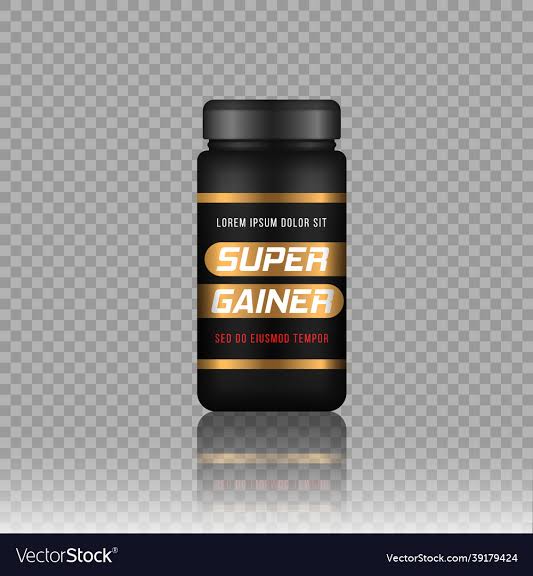 LOREM IPSUM DOLOR SIT
SUPER
GAINER
SED DO EIUSMOD TEMPOR
VectorStock®
VectorStock.com/39179424